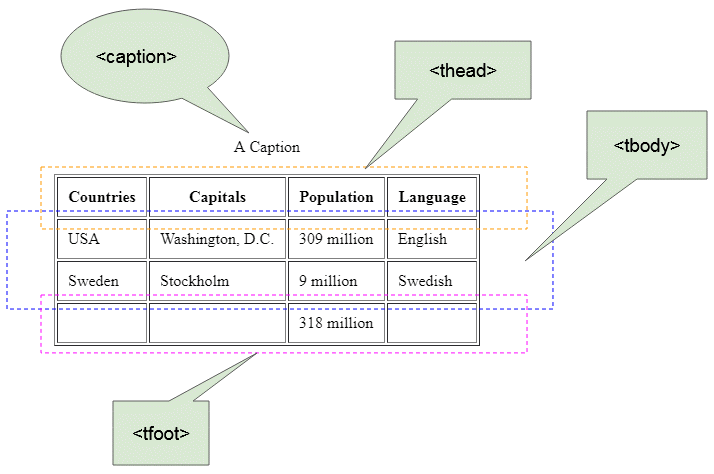 <caption>
<thead>
<tbody>
A Caption
Countries Capitals Population Language
USA Washington, D.C. 309 million English
Sweden Stockholm 9 million Swedish
318 million
<tfoot>